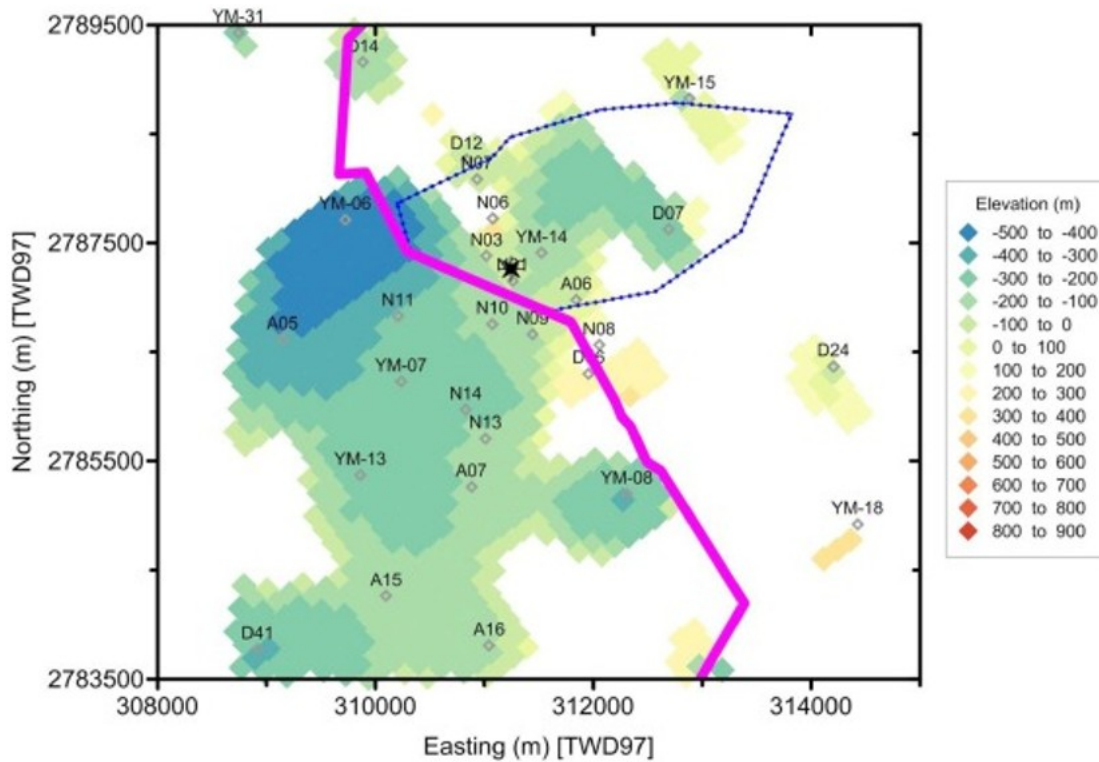 YM-31
2789500
D14
YM-15
D12
N07
YM-06
N06
D07
2787500
N03
YM-14
A06
N11
N10
N09
N08
A05
D24
YM-07
N14
N13
2785500
YM-13
A07
YM-08
YM-18
A15
D41
A16
2783500
308000
310000
312000
314000
Easting (m) [TWD97]
Northing (m) [TWD97]
Elevation (m)
-500 to -400
-400 to -300
-300 to -200
-200 to -100
-100 to 0
0 to 100
100 to 200
200 to 300
300 to 400
400 to 500
500 to 600
600 to 700
700 to 800
800 to 900